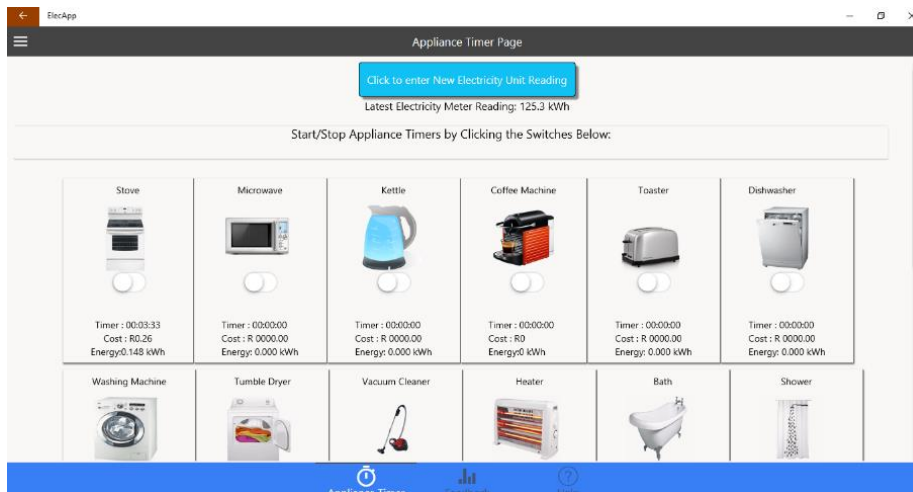 ElecApp
Appliance Timer Page
Click to enter New Electricity Unit Reading
Latest Electricity Meter Reading: 125.3 kWh
Start/Stop Appliance Timers by Clicking the Switches Below:
Stove Microwave Kettle Coffee Machine Toaster Dishwasher
Timer : 00:03:33 Timer : 00:00:00 Timer : 00:00:00 Timer : 00:00:00 Timer : 00:00:00 Timer : 00:00:00
Cost : R0.26 Cost : R 0000.00 Cost : R 0000.00 Cost : R0 Cost : R 0000.00 Cost : R 0000.00
Energy:0.148 kWh Energy: 0.000 kWh Energy: 0.000 kWh Energy:0 kWh Energy: 0.000 kWh Energy: 0.000 kWh
Washing Machine Tumble Dryer Vacuum Cleaner Heater Bath Shower
Appliance Timer